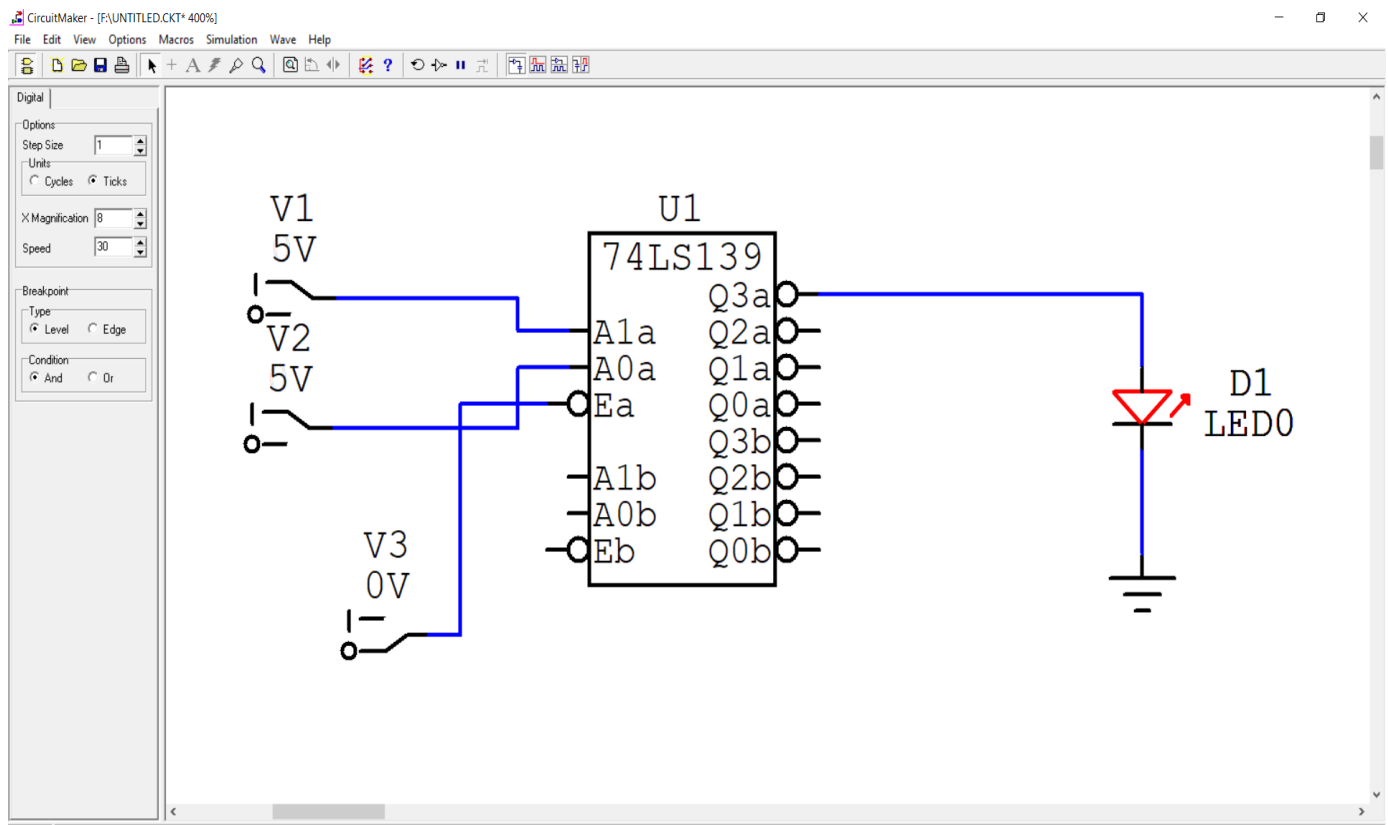 CircuitMaker - [F:\UNTITLED.CKT* 400%]
File Edit View Options Macros Simulation Wave Help
Digital
Options
Step Size 1
Units
Cycles Ticks
X Magnification 8
Speed 30
Breakpoint
Type
Level Edge
Condition
And Or
V1
5V
V2
5V
V3
0V
U1
74LS139
Q3a
A1a Q2a
A0a Q1a
Ea Q0a
Q3b
A1b Q2b
A0b Q1b
Eb Q0b
D1
LED0